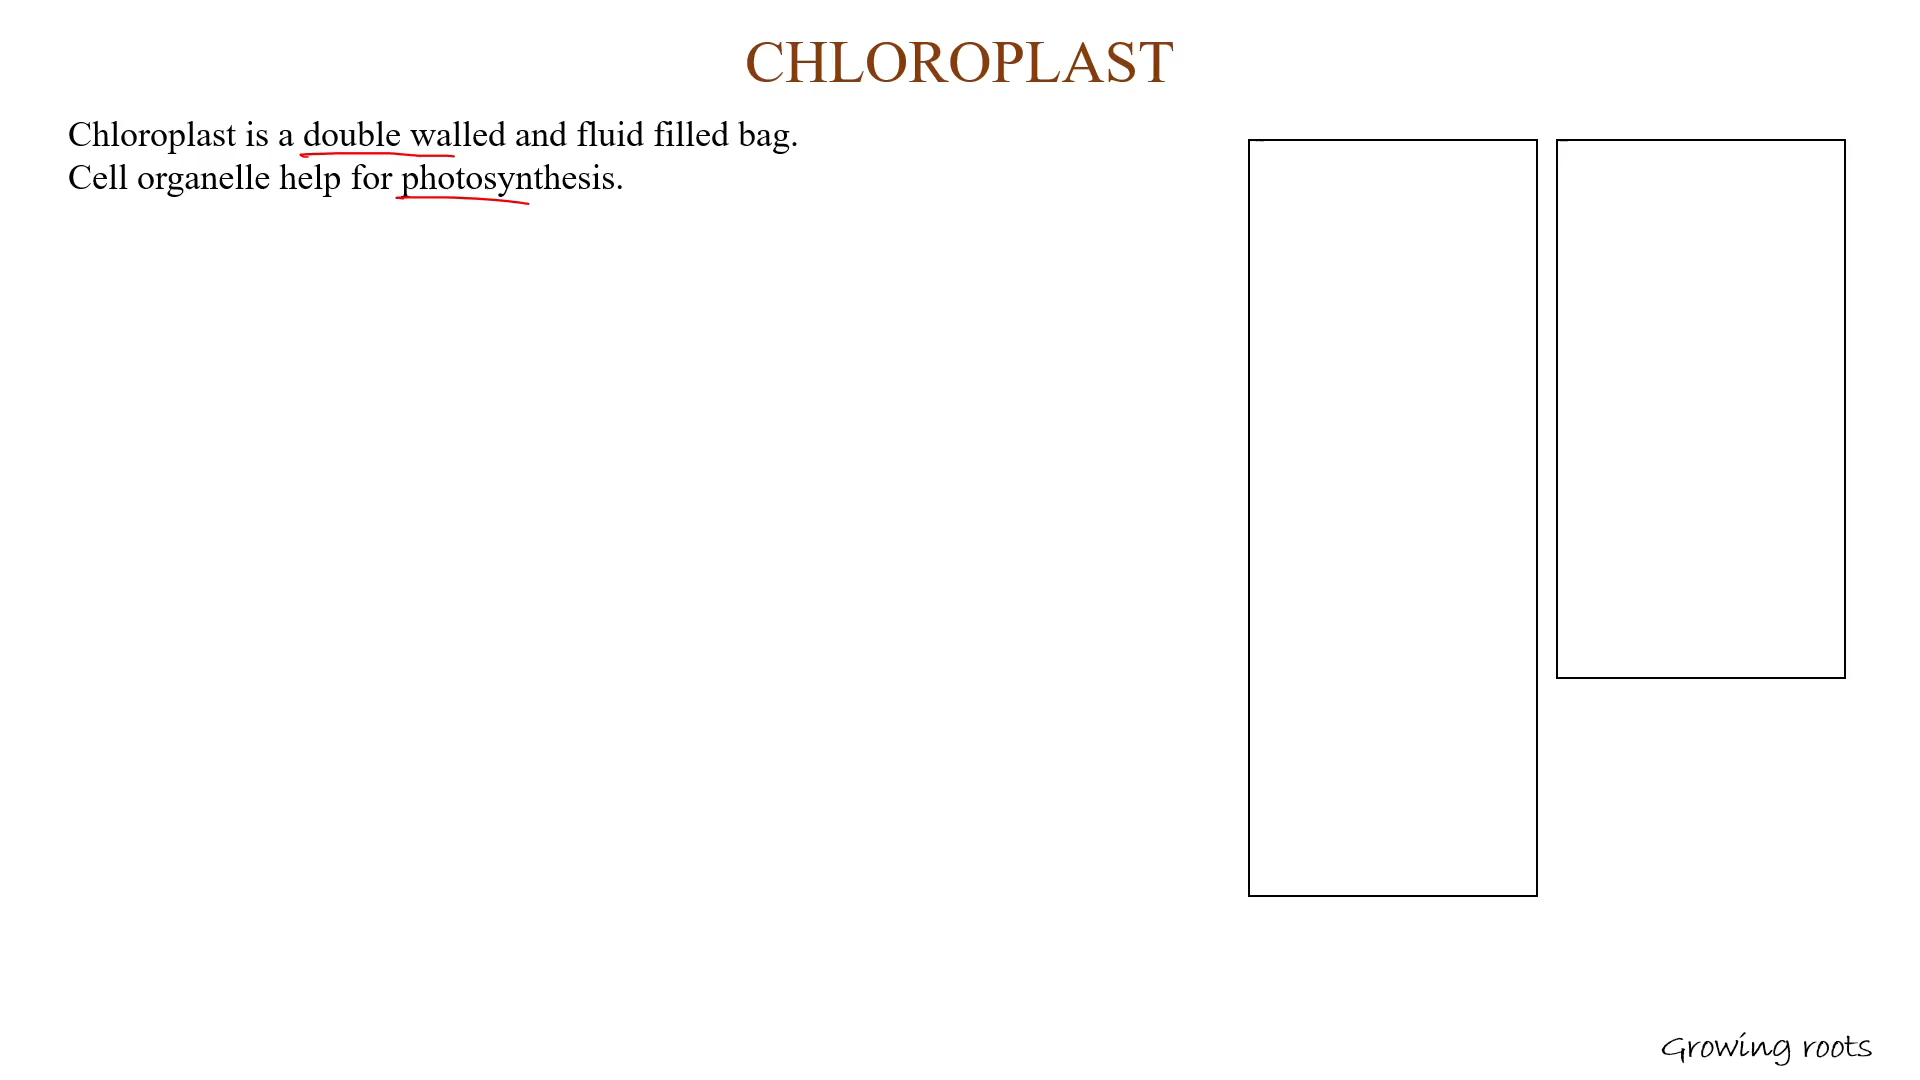 CHLOROPLAST
Chloroplast is a double walled and fluid filled bag.
Cell organelle help for photosynthesis.
Growing roots